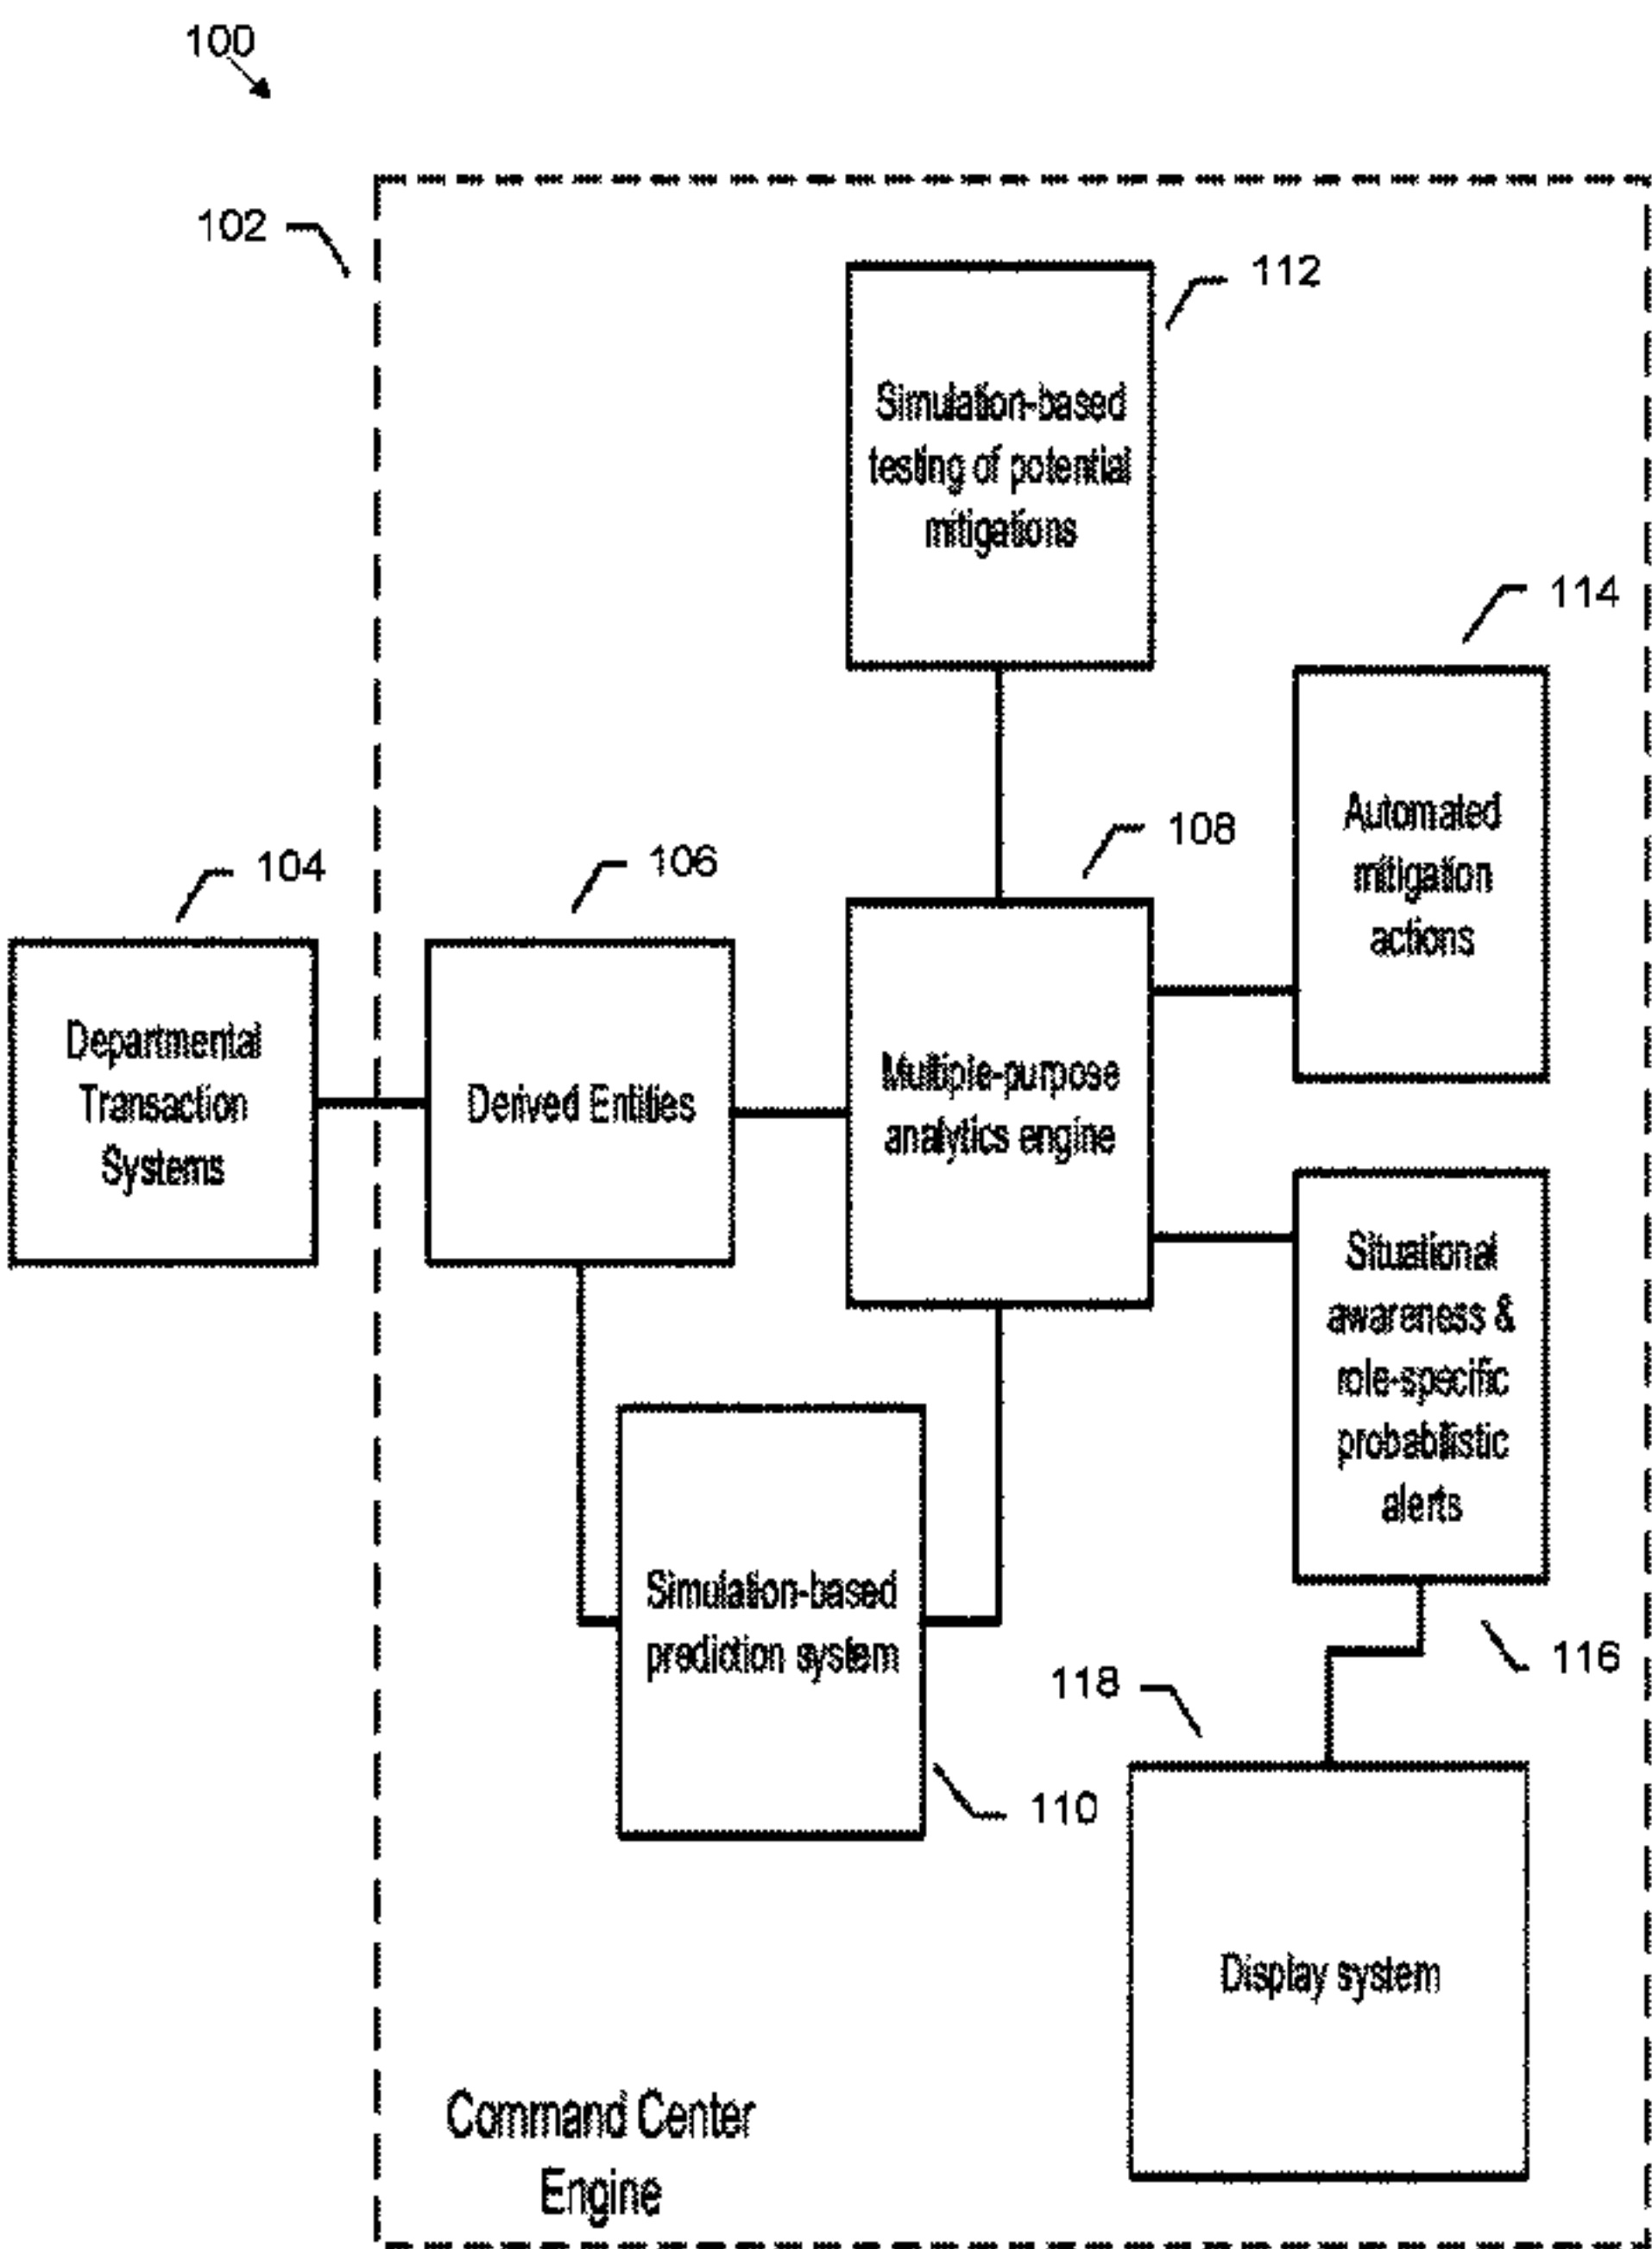 100
102
112
Simulation-based
testing of potential
mitigations
114
Automated
mitigation
actions
104
106
108
Departmental
Transaction
Systems
Derived Entities
Multiple-purpose
analytics engine
Situational
awareness &
role-specific
probabilistic
alerts
Simulation-based
prediction system
116
118
110
Display system
Command Center
Engine